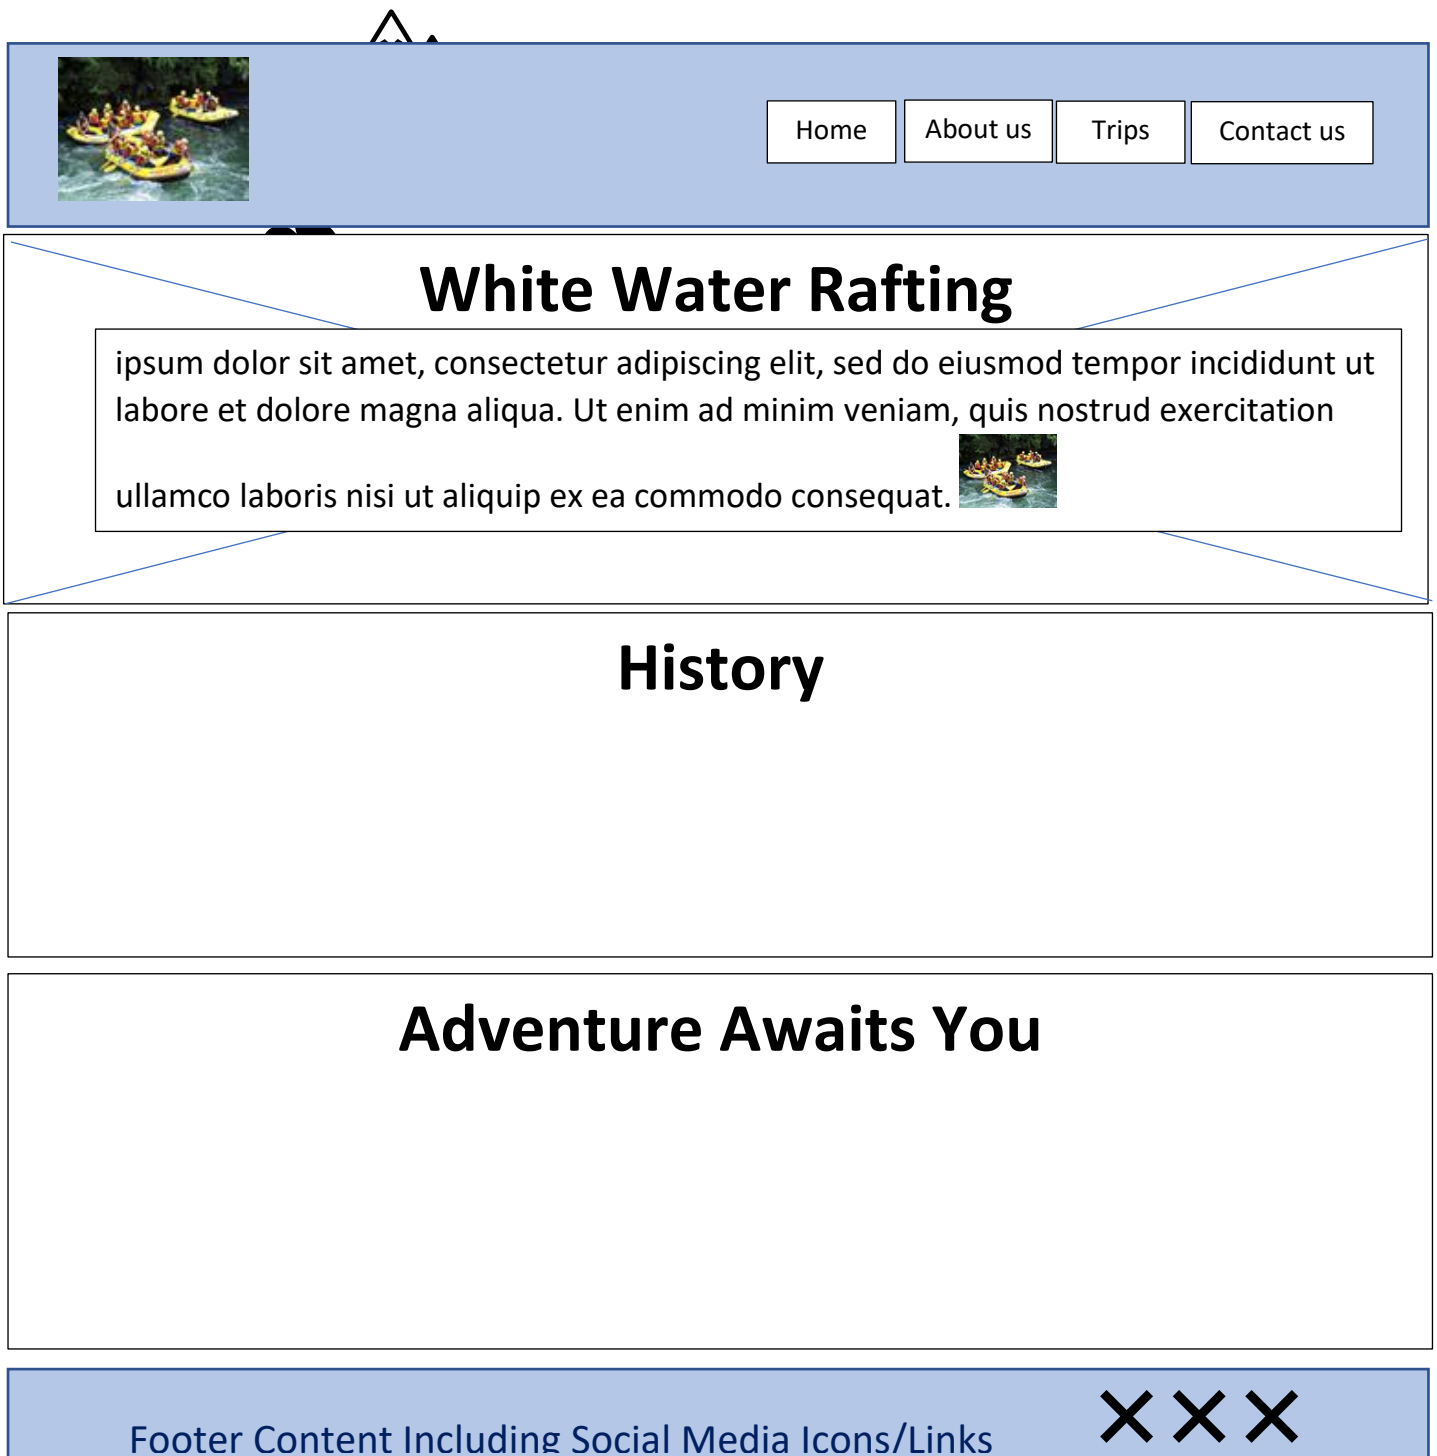 Home
About us
Trips
Contact us
White Water Rafting
ipsum dolor sit amet, consectetur adipiscing elit, sed do eiusmod tempor incididunt ut
labore et dolore magna aliqua. Ut enim ad minim veniam, quis nostrud exercitation
ullamco laboris nisi ut aliquip ex ea commodo consequat.
History
Adventure Awaits You
Footer Content Including Social Media Icons/Links